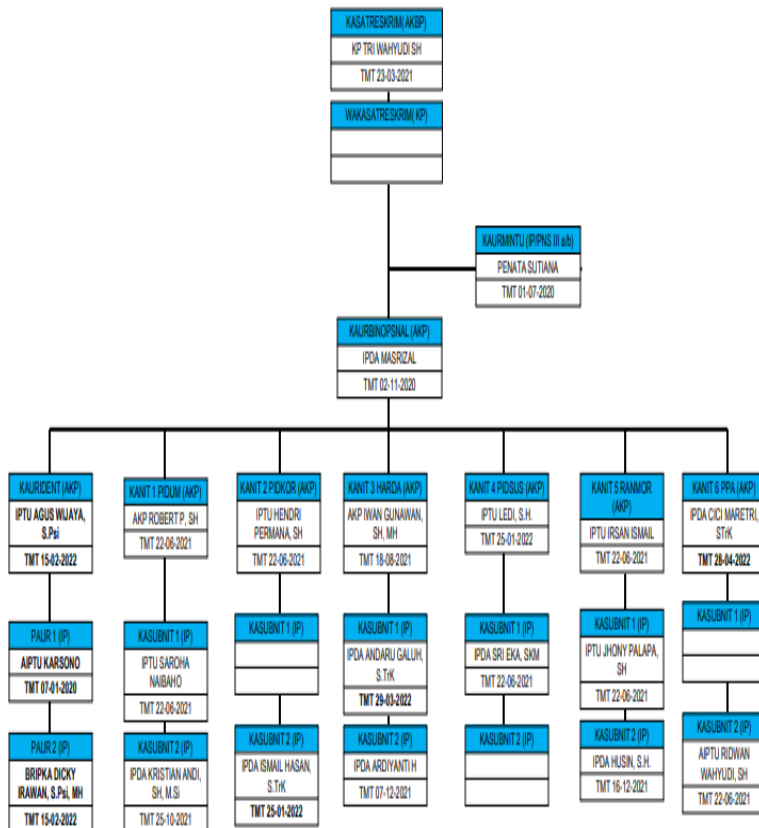 KASATRESKRIM(AKBP)
KP TRI WAHYUDI SH
TMT 23-03-2021
WAKASATRESKRIM(KP)
KAURMINTU (IP/PNS III a/b)
PENATA SUTIANA
TMT 01-07-2020
KAURBINOPSNAL (AKP)
IPDA MASRIZAL
TMT 02-11-2020
KAURIDENT (AKP)
IPTU AGUS WIJAYA,
S.Psi
TMT 15-02-2022
PAUR 1 (IP)
AIPTU KARSONO
TMT 07-01-2020
PAUR 2 (IP)
BRIPKA DICKY
IRAWAN, S.Psi, MH
TMT 15-02-2022
KANIT 1 PIDUM (AKP)
AKP ROBERT P, SH
TMT 22-06-2021
KASUBNIT 1 (IP)
IPTU SAROHA
NAIBAHO
TMT 22-06-2021
KASUBNIT 2 (IP)
IPDA KRISTIAN ANDI,
SH, M.Si
TMT 25-10-2021
KANIT 2 PIDKOR (AKP)
IPTU HENDRI
PERMANA, SH
TMT 22-06-2021
KASUBNIT 1 (IP)
KASUBNIT 2 (IP)
IPDA ISMAIL HASAN,
S.TrK
TMT 25-01-2022
KANIT 3 HARDA (AKP)
AKP IWAN GUNAWAN,
SH, MH
TMT 18-08-2021
KASUBNIT 1 (IP)
IPDA ANDARU GALUH,
S.TrK
TMT 29-03-2022
KASUBNIT 2 (IP)
IPDA ARDIYANTI H
TMT 07-12-2021
KANIT 4 PIDSUS (AKP)
IPTU LEDI, S.H.
TMT 25-01-2022
KASUBNIT 1 (IP)
IPDA SRI EKA, SKM
TMT 22-06-2021
KASUBNIT 2 (IP)
KANIT 5 RANMOR
(AKP)
IPTU IRSAN ISMAIL
TMT 22-06-2021
KASUBNIT 1 (IP)
IPTU JHONY PALAPA,
SH
TMT 22-06-2021
KASUBNIT 2 (IP)
IPDA HUSIN, S.H.
TMT 16-12-2021
KANIT 6 PPA (AKP)
IPDA CICI MARETRI,
STrK
TMT 28-04-2022
KASUBNIT 1 (IP)
KASUBNIT 2 (IP)
AIPTU RIDWAN
WAHYUDI, SH
TMT 22-06-2021